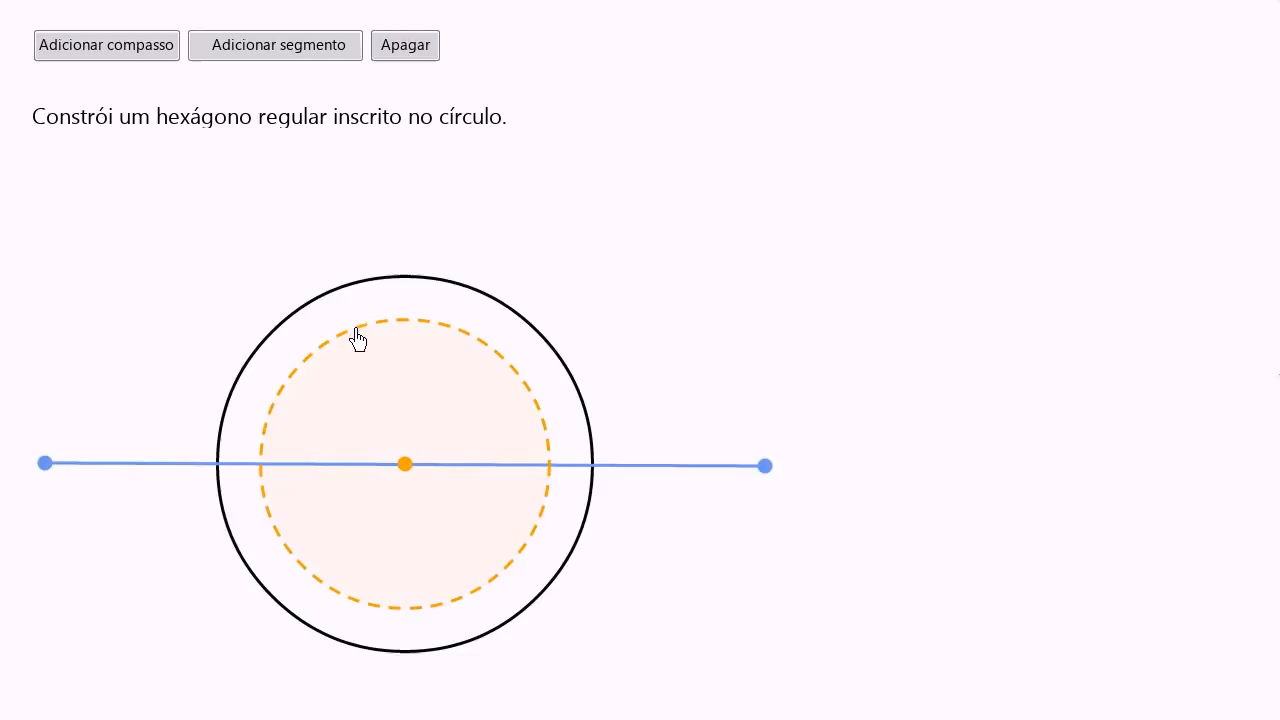 Adicionar compasso
Adicionar segmento
Apagar
Constrói um hexágono regular inscrito no círculo.